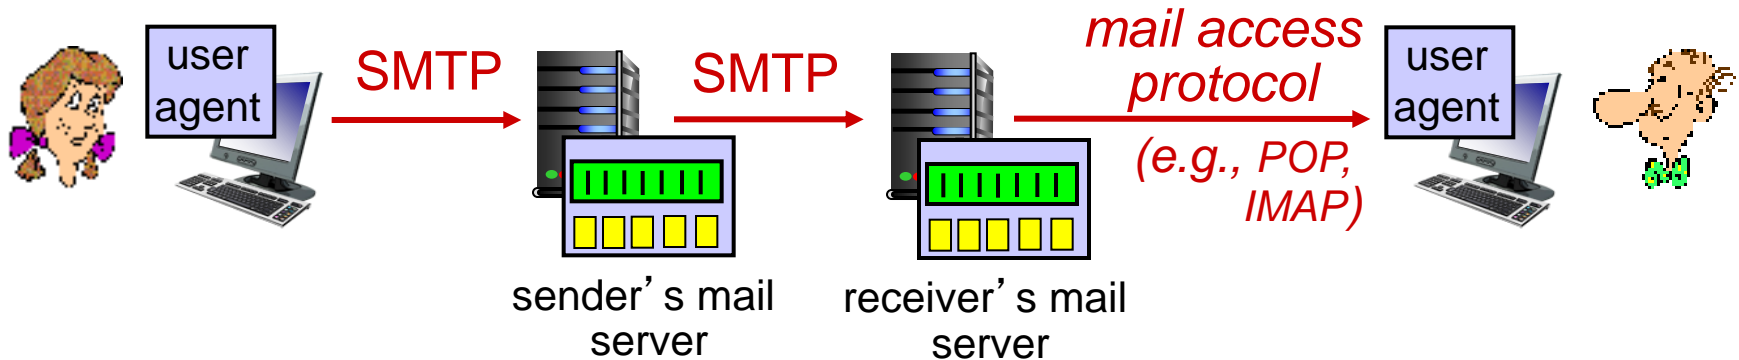 user
agent
SMTP
SMTP
mail access
protocol
(e.g., POP,
IMAP)
user
agent
sender’s mail
server
receiver’s mail
server